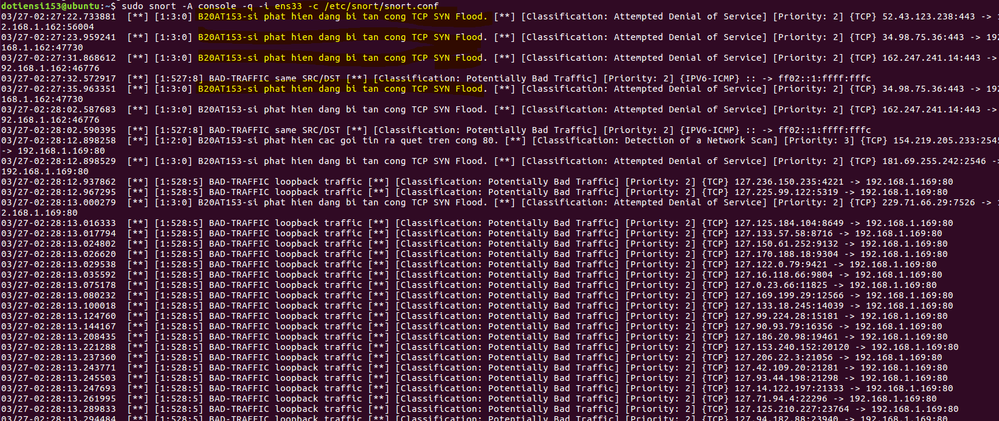 dotiensi153@ubuntu:~$ sudo snort -A console -q -i ens33 -c /etc/snort/snort.conf
03/27-02:27:22.733881  [**] [1:3:0] B20AT153-si phat hien dang bi tan cong TCP SYN Flood. [**] [Classification: Attempted Denial of Service] [Priority: 2] {TCP} 52.43.123.238:443 ->
2.168.1.162:56004
03/27-02:27:23.959241  [**] [1:3:0] B20AT153-si phat hien dang bi tan cong TCP SYN Flood. [**] [Classification: Attempted Denial of Service] [Priority: 2] {TCP} 34.98.75.36:443 -> 192
168.1.162:47730
03/27-02:27:31.868612  [**] [1:3:0] B20AT153-si phat hien dang bi tan cong TCP SYN Flood. [**] [Classification: Attempted Denial of Service] [Priority: 2] {TCP} 162.247.241.14:443 ->
92.168.1.162:46776
03/27-02:27:32.572917  [**] [1:527:8] BAD-TRAFFIC same SRC/DST [**] [Classification: Potentially Bad Traffic] [Priority: 2] {IPV6-ICMP} :: -> ff02::1:ffff:fffc
03/27-02:27:35.963351  [**] [1:3:0] B20AT153-si phat hien dang bi tan cong TCP SYN Flood. [**] [Classification: Attempted Denial of Service] [Priority: 2] {TCP} 34.98.75.36:443 -> 192
168.1.162:47730
03/27-02:28:02.587683  [**] [1:3:0] B20AT153-si phat hien dang bi tan cong TCP SYN Flood. [**] [Classification: Attempted Denial of Service] [Priority: 2] {TCP} 162.247.241.14:443 ->
92.168.1.162:46776
03/27-02:28:02.590395  [**] [1:527:8] BAD-TRAFFIC same SRC/DST [**] [Classification: Potentially Bad Traffic] [Priority: 2] {IPV6-ICMP} :: -> ff02::1:ffff:fffc
03/27-02:28:12.898258  [**] [1:2:0] B20AT153-si phat hien cac goi tin ra quet tren cong 80. [**] [Classification: Detection of a Network Scan] [Priority: 3] {TCP} 154.219.205.233:2545
-> 192.168.1.169:80
03/27-02:28:12.898529  [**] [1:3:0] B20AT153-si phat hien dang bi tan cong TCP SYN Flood. [**] [Classification: Attempted Denial of Service] [Priority: 2] {TCP} 181.69.255.242:2546 ->
192.168.1.169:80
03/27-02:28:12.937862  [**] [1:528:5] BAD-TRAFFIC loopback traffic [**] [Classification: Potentially Bad Traffic] [Priority: 2] {TCP} 127.236.150.235:4221 -> 192.168.1.169:80
03/27-02:28:12.967295  [**] [1:528:5] BAD-TRAFFIC loopback traffic [**] [Classification: Potentially Bad Traffic] [Priority: 2] {TCP} 127.225.99.122:5319 -> 192.168.1.169:80
03/27-02:28:13.000279  [**] [1:3:0] B20AT153-si phat hien dang bi tan cong TCP SYN Flood. [**] [Classification: Attempted Denial of Service] [Priority: 2] {TCP} 229.71.66.29:7526 ->
2.168.1.169:80
03/27-02:28:13.016333  [**] [1:528:5] BAD-TRAFFIC loopback traffic [**] [Classification: Potentially Bad Traffic] [Priority: 2] {TCP} 127.125.184.104:8649 -> 192.168.1.169:80
03/27-02:28:13.017794  [**] [1:528:5] BAD-TRAFFIC loopback traffic [**] [Classification: Potentially Bad Traffic] [Priority: 2] {TCP} 127.133.57.58:8716 -> 192.168.1.169:80
03/27-02:28:13.024802  [**] [1:528:5] BAD-TRAFFIC loopback traffic [**] [Classification: Potentially Bad Traffic] [Priority: 2] {TCP} 127.150.61.252:9132 -> 192.168.1.169:80
03/27-02:28:13.026620  [**] [1:528:5] BAD-TRAFFIC loopback traffic [**] [Classification: Potentially Bad Traffic] [Priority: 2] {TCP} 127.170.188.18:9304 -> 192.168.1.169:80
03/27-02:28:13.029538  [**] [1:528:5] BAD-TRAFFIC loopback traffic [**] [Classification: Potentially Bad Traffic] [Priority: 2] {TCP} 127.122.0.79:9421 -> 192.168.1.169:80
03/27-02:28:13.035592  [**] [1:528:5] BAD-TRAFFIC loopback traffic [**] [Classification: Potentially Bad Traffic] [Priority: 2] {TCP} 127.16.118.66:9804 -> 192.168.1.169:80
03/27-02:28:13.075178  [**] [1:528:5] BAD-TRAFFIC loopback traffic [**] [Classification: Potentially Bad Traffic] [Priority: 2] {TCP} 127.0.23.66:11825 -> 192.168.1.169:80
03/27-02:28:13.080232  [**] [1:528:5] BAD-TRAFFIC loopback traffic [**] [Classification: Potentially Bad Traffic] [Priority: 2] {TCP} 127.169.199.29:12566 -> 192.168.1.169:80
03/27-02:28:13.100018  [**] [1:528:5] BAD-TRAFFIC loopback traffic [**] [Classification: Potentially Bad Traffic] [Priority: 2] {TCP} 127.133.18.245:14039 -> 192.168.1.169:80
03/27-02:28:13.124760  [**] [1:528:5] BAD-TRAFFIC loopback traffic [**] [Classification: Potentially Bad Traffic] [Priority: 2] {TCP} 127.99.224.28:15181 -> 192.168.1.169:80
03/27-02:28:13.144167  [**] [1:528:5] BAD-TRAFFIC loopback traffic [**] [Classification: Potentially Bad Traffic] [Priority: 2] {TCP} 127.90.93.79:16356 -> 192.168.1.169:80
03/27-02:28:13.208435  [**] [1:528:5] BAD-TRAFFIC loopback traffic [**] [Classification: Potentially Bad Traffic] [Priority: 2] {TCP} 127.186.20.98:19461 -> 192.168.1.169:80
03/27-02:28:13.221288  [**] [1:528:5] BAD-TRAFFIC loopback traffic [**] [Classification: Potentially Bad Traffic] [Priority: 2] {TCP} 127.153.240.152:20120 -> 192.168.1.169:80
03/27-02:28:13.237360  [**] [1:528:5] BAD-TRAFFIC loopback traffic [**] [Classification: Potentially Bad Traffic] [Priority: 2] {TCP} 127.206.22.3:21056 -> 192.168.1.169:80
03/27-02:28:13.243771  [**] [1:528:5] BAD-TRAFFIC loopback traffic [**] [Classification: Potentially Bad Traffic] [Priority: 2] {TCP} 127.42.109.20:21281 -> 192.168.1.169:80
03/27-02:28:13.245503  [**] [1:528:5] BAD-TRAFFIC loopback traffic [**] [Classification: Potentially Bad Traffic] [Priority: 2] {TCP} 127.93.44.198:21298 -> 192.168.1.169:80
03/27-02:28:13.247693  [**] [1:528:5] BAD-TRAFFIC loopback traffic [**] [Classification: Potentially Bad Traffic] [Priority: 2] {TCP} 127.14.122.197:21333 -> 192.168.1.169:80
03/27-02:28:13.261995  [**] [1:528:5] BAD-TRAFFIC loopback traffic [**] [Classification: Potentially Bad Traffic] [Priority: 2] {TCP} 127.71.94.4:22296 -> 192.168.1.169:80
03/27-02:28:13.289833  [**] [1:528:5] BAD-TRAFFIC loopback traffic [**] [Classification: Potentially Bad Traffic] [Priority: 2] {TCP} 127.125.210.227:23764 -> 192.168.1.169:80
03/27-02:28:13.294484  [**] [1:528:5] BAD-TRAFFIC loopback traffic [**] [Classification: Potentially Bad Traffic] [Priority: 2] {TCP} 127.94.182.88:23940 -> 192.168.1.169:80